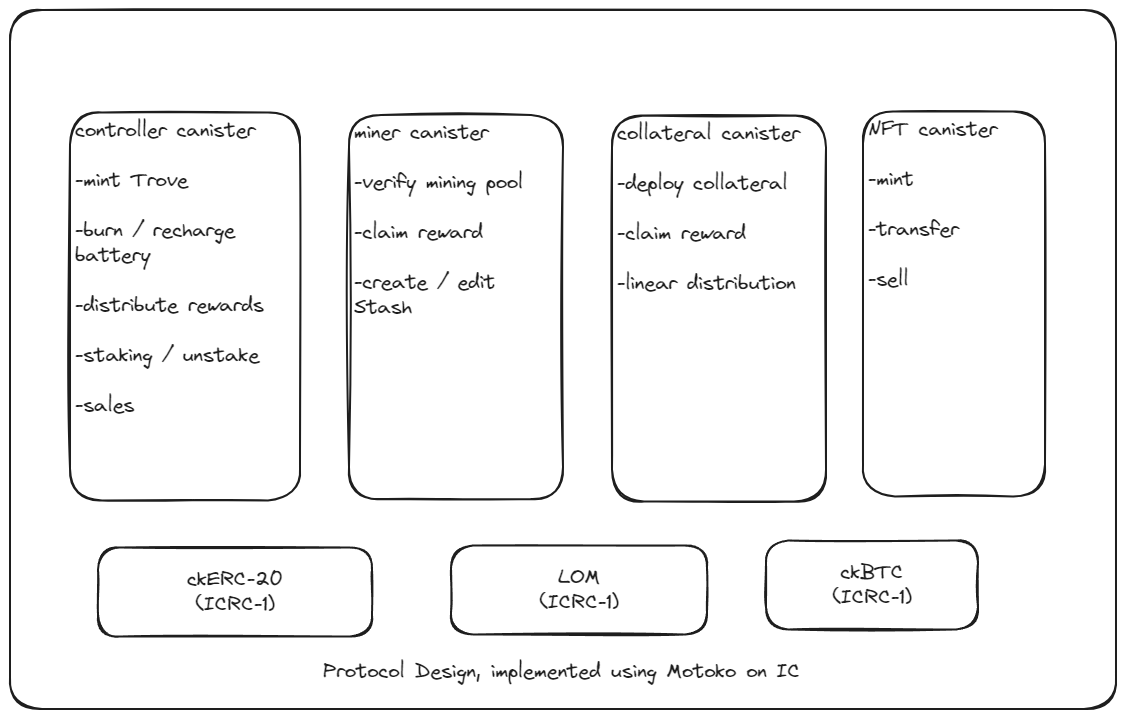 controller canister
-mint Trove
-burn / recharge
battery
-distribute rewards
-staking / unstake
-sales
miner canister
-verify mining pool
-claim reward
-create / edit
Stash
collateral canister
-deploy collateral
-claim reward
-linear distribution
NFT canister
-mint
-transfer
-sell
ckERC-20
(ICRC-1)
LOM
(ICRC-1)
ckBTC
(ICRC-1)
Protocol Design, implemented using Motoko on IC